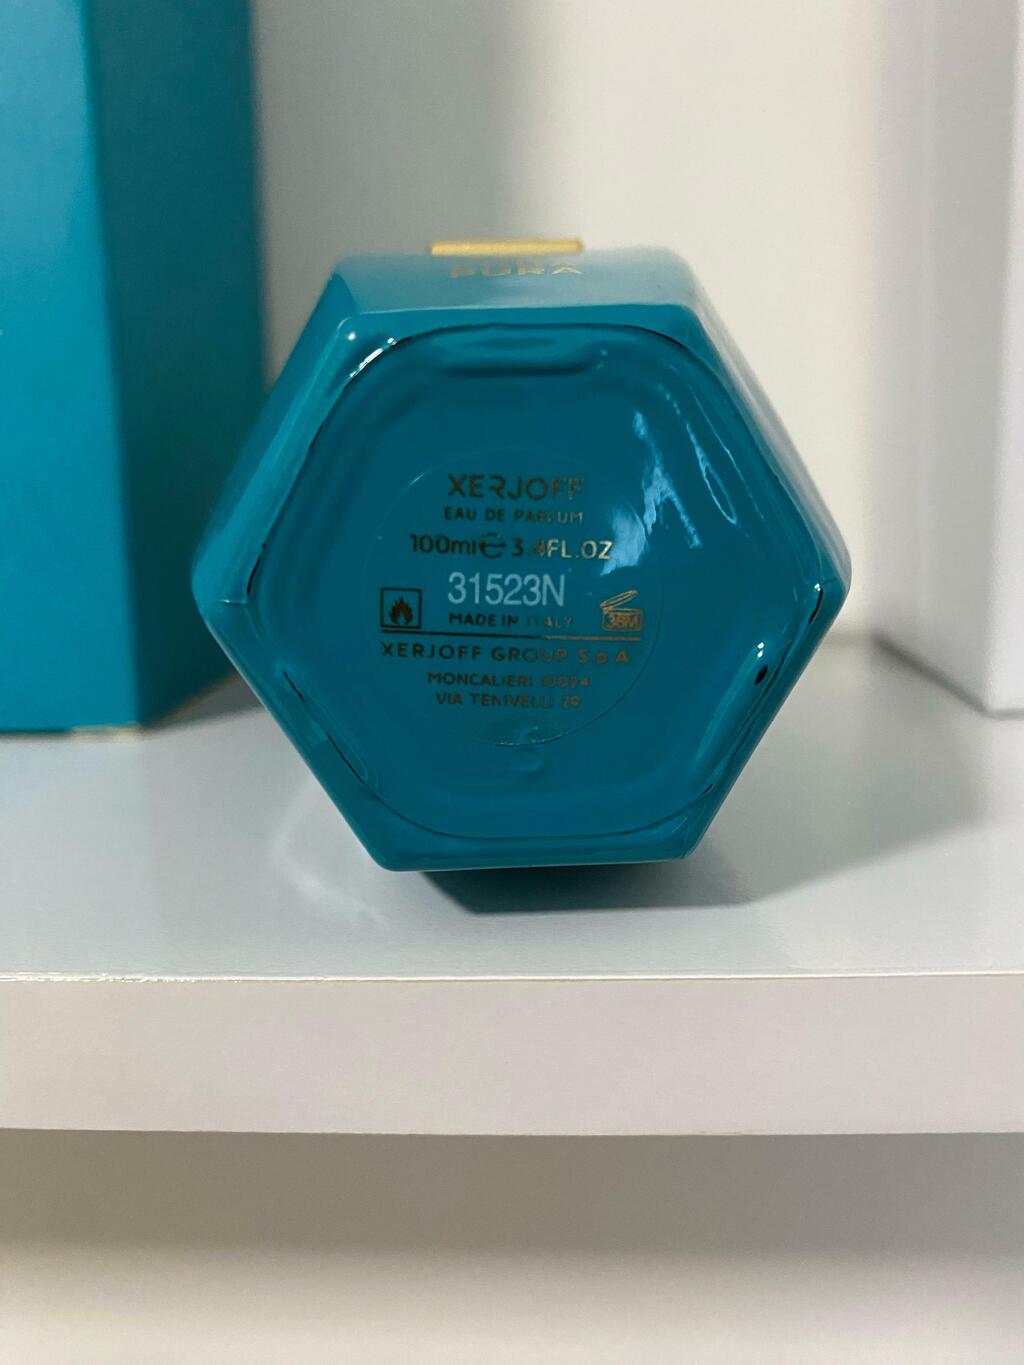 PURA
XERJOFF
EAU DE PARFUM
100ml℮ 3.4FL.OZ
31523N
MADE IN ITALY
36M
XERJOFF GROUP S.p.A
MONCALIERI 10024
VIA TENIVELLI 29